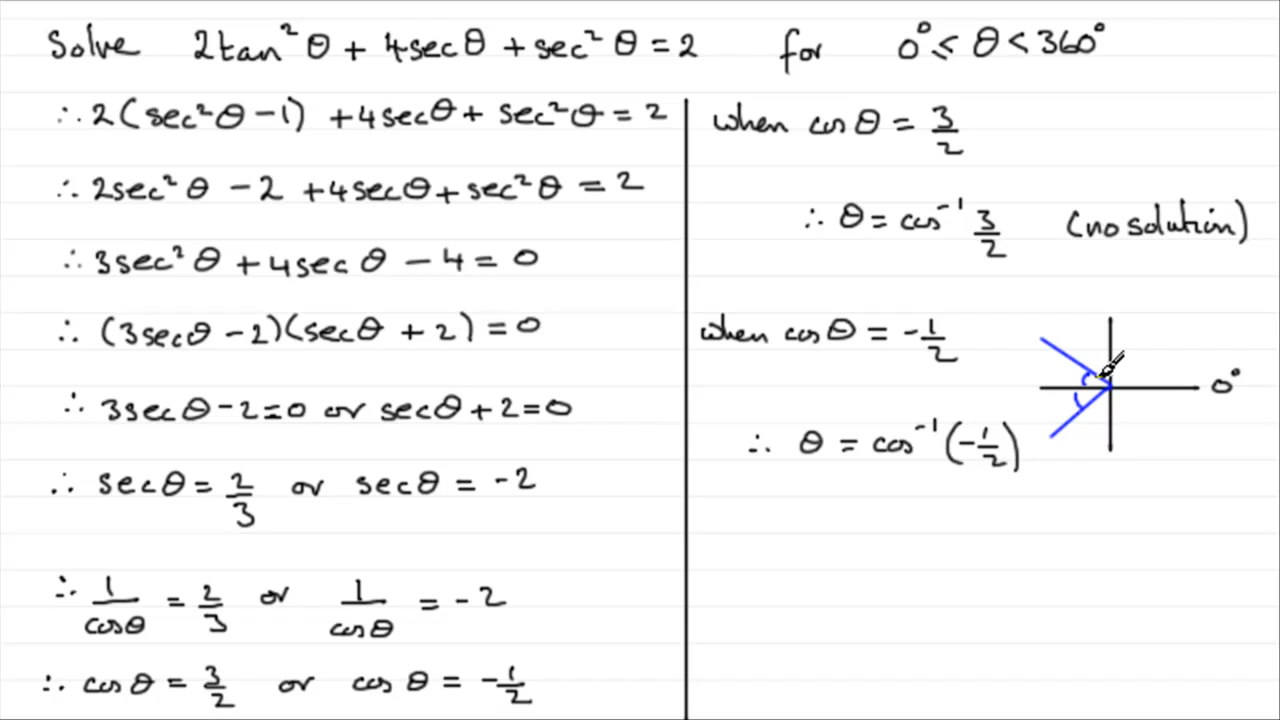 Solve 2tan²θ + 4secθ + sec²θ = 2 for 0° ≤ θ < 360°
∴ 2(sec²θ - 1) + 4secθ + sec²θ = 2
∴ 2sec²θ - 2 + 4secθ + sec²θ = 2
∴ 3sec²θ + 4secθ - 4 = 0
∴ (3secθ - 2)(secθ + 2) = 0
∴ 3secθ - 2 = 0 or secθ + 2 = 0
∴ secθ = 2/3 or secθ = -2
∴ 1/cosθ = 2/3 or 1/cosθ = -2
∴ cosθ = 3/2 or cosθ = -1/2
when cosθ = 3/2
∴ θ = cos⁻¹ 3/2 (no solution)
when cosθ = -1/2
0°
∴ θ = cos⁻¹(-1/2)